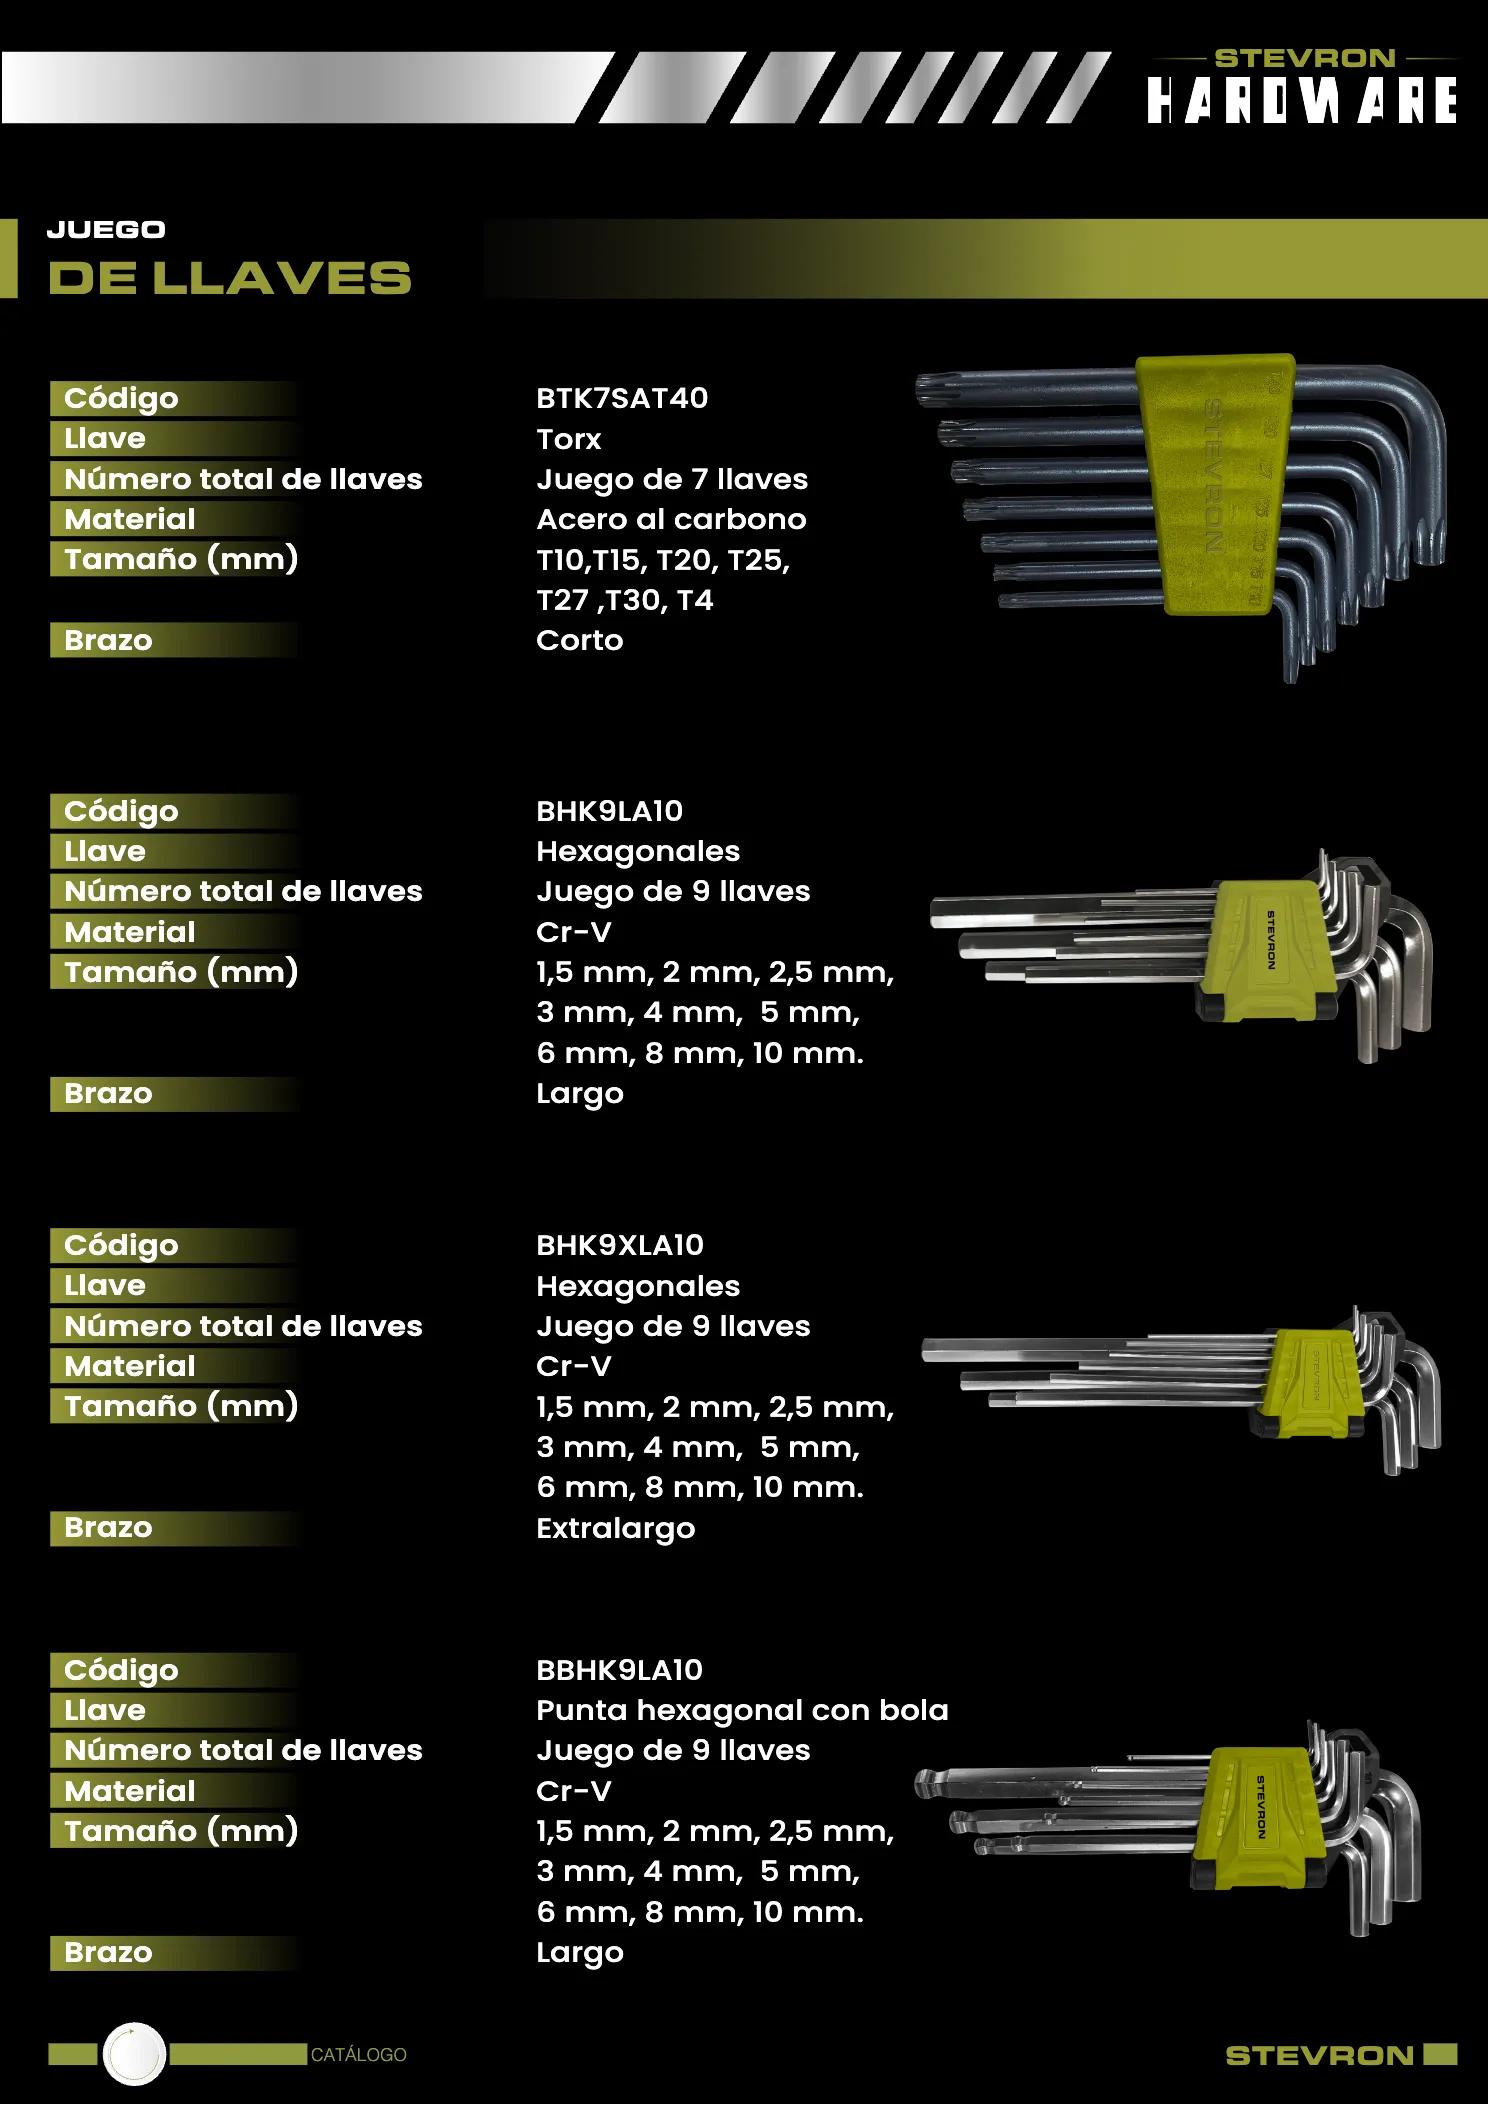 STEVRON
HARDWARE
JUEGO
DE LLAVES
Código BTK7SAT40
Llave Torx
Número total de llaves Juego de 7 llaves
Material Acero al carbono
Tamaño (mm) T10,T15, T20, T25,
T27 ,T30, T4
Brazo Corto
STEVRON
Código BHK9LA10
Llave Hexagonales
Número total de llaves Juego de 9 llaves
Material Cr-V
Tamaño (mm) 1,5 mm, 2 mm, 2,5 mm,
3 mm, 4 mm,  5 mm,
6 mm, 8 mm, 10 mm.
Brazo Largo
STEVRON
Código BHK9XLA10
Llave Hexagonales
Número total de llaves Juego de 9 llaves
Material Cr-V
Tamaño (mm) 1,5 mm, 2 mm, 2,5 mm,
3 mm, 4 mm,  5 mm,
6 mm, 8 mm, 10 mm.
Brazo Extralargo
STEVRON
Código BBHK9LA10
Llave Punta hexagonal con bola
Número total de llaves Juego de 9 llaves
Material Cr-V
Tamaño (mm) 1,5 mm, 2 mm, 2,5 mm,
3 mm, 4 mm,  5 mm,
6 mm, 8 mm, 10 mm.
Brazo Largo
STEVRON
CATÁLOGO
STEVRON